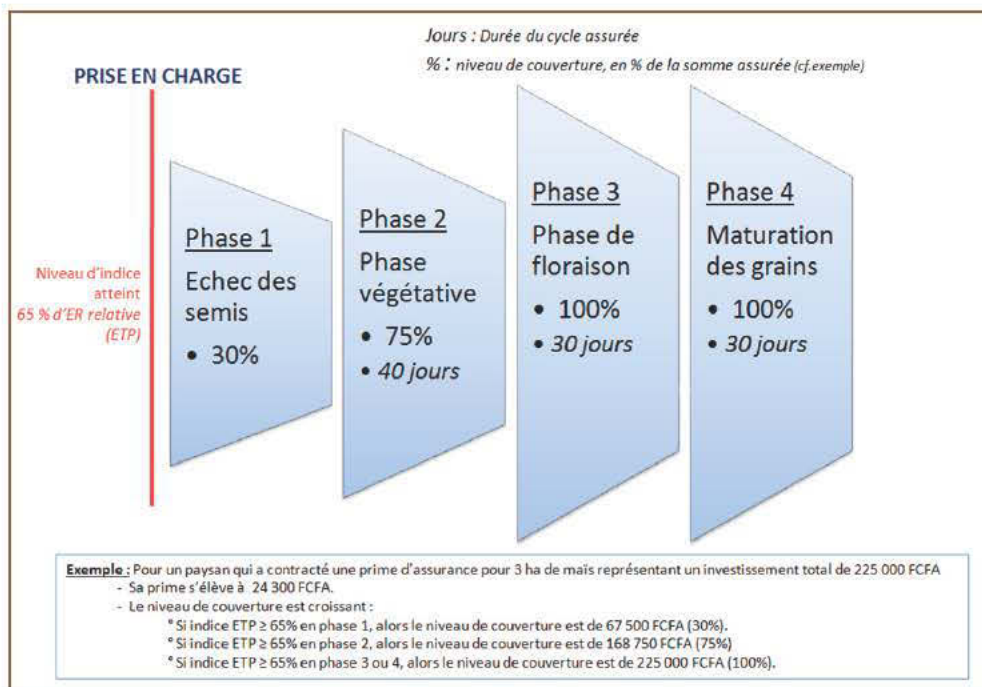 Jours : Durée du cycle assurée
% : niveau de couverture, en % de la somme assurée (cf.exemple)
PRISE EN CHARGE
Niveau d'indice
atteint
65 % d'ER relative
(ETP)
Phase 1
Echec des
semis
• 30%
Phase 2
Phase
végétative
• 75%
• 40 jours
Phase 3
Phase de
floraison
• 100%
• 30 jours
Phase 4
Maturation
des grains
• 100%
• 30 jours
Exemple : Pour un paysan qui a contracté une prime d'assurance pour 3 ha de maïs représentant un investissement total de 225 000 FCFA
- Sa prime s'élève à 24 300 FCFA.
- Le niveau de couverture est croissant :
° Si indice ETP ≥ 65% en phase 1, alors le niveau de couverture est de 67 500 FCFA (30%).
° Si indice ETP ≥ 65% en phase 2, alors le niveau de couverture est de 168 750 FCFA (75%)
° Si indice ETP ≥ 65% en phase 3 ou 4, alors le niveau de couverture est de 225 000 FCFA (100%).